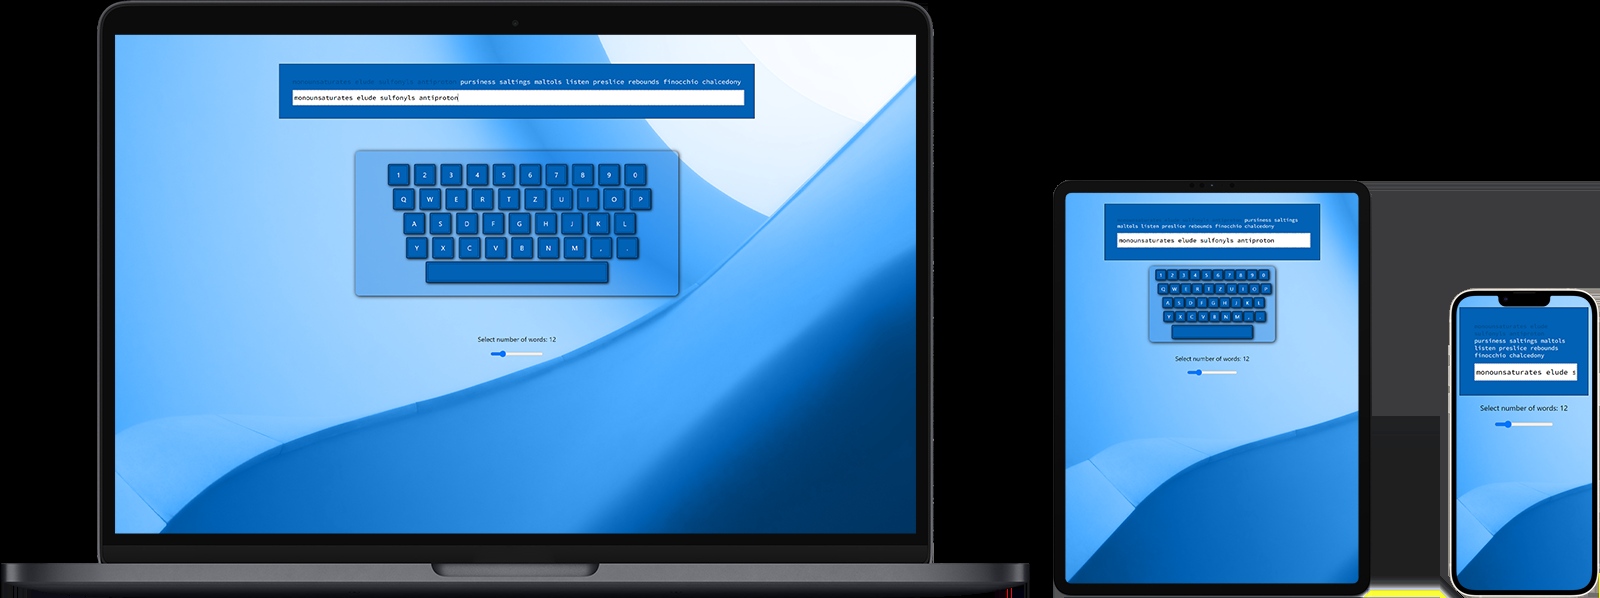 monounsaturates elude sulfonyls antiproton pursiness saltings maltols listen preslice rebounds finocchio chalcedony
monounsaturates elude sulfonyls antiproton
1 2 3 4 5 6 7 8 9 0
Q W E R T Z U I O P
A S D F G H J K L
Y X C V B N M , .
Select number of words: 12
monounsaturates elude sulfonyls antiproton pursiness saltings
maltols listen preslice rebounds finocchio chalcedony
monounsaturates elude sulfonyls antiproton
1 2 3 4 5 6 7 8 9 0
Q W E R T Z U I O P
A S D F G H J K L
Y X C V B N M , .
Select number of words: 12
monounsaturates elude
sulfonyls antiproton
pursiness saltings maltols
listen preslice rebounds
finocchio chalcedony
monounsaturates elude s
Select number of words: 12